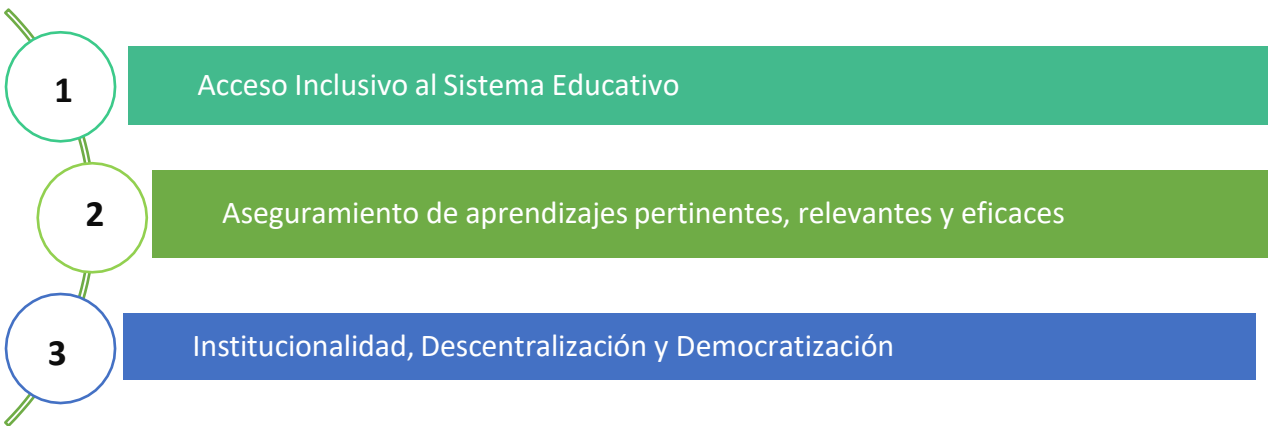 1
Acceso Inclusivo al Sistema Educativo
2
Aseguramiento de aprendizajes pertinentes, relevantes y eficaces
3
Institucionalidad, Descentralización y Democratización